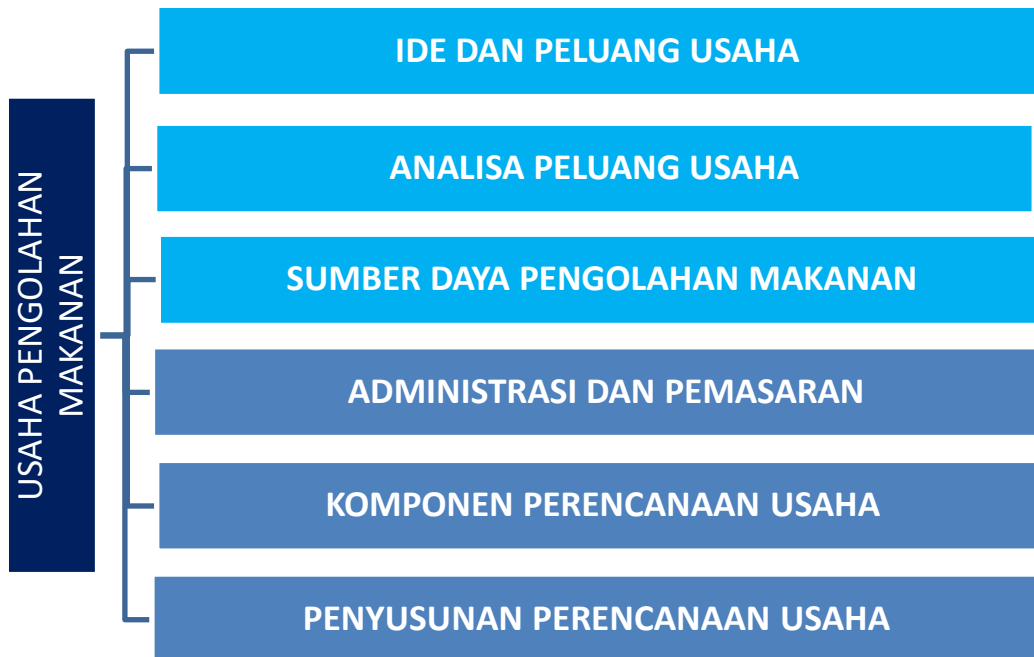 USAHA PENGOLAHAN
MAKANAN
IDE DAN PELUANG USAHA
ANALISA PELUANG USAHA
SUMBER DAYA PENGOLAHAN MAKANAN
ADMINISTRASI DAN PEMASARAN
KOMPONEN PERENCANAAN USAHA
PENYUSUNAN PERENCANAAN USAHA